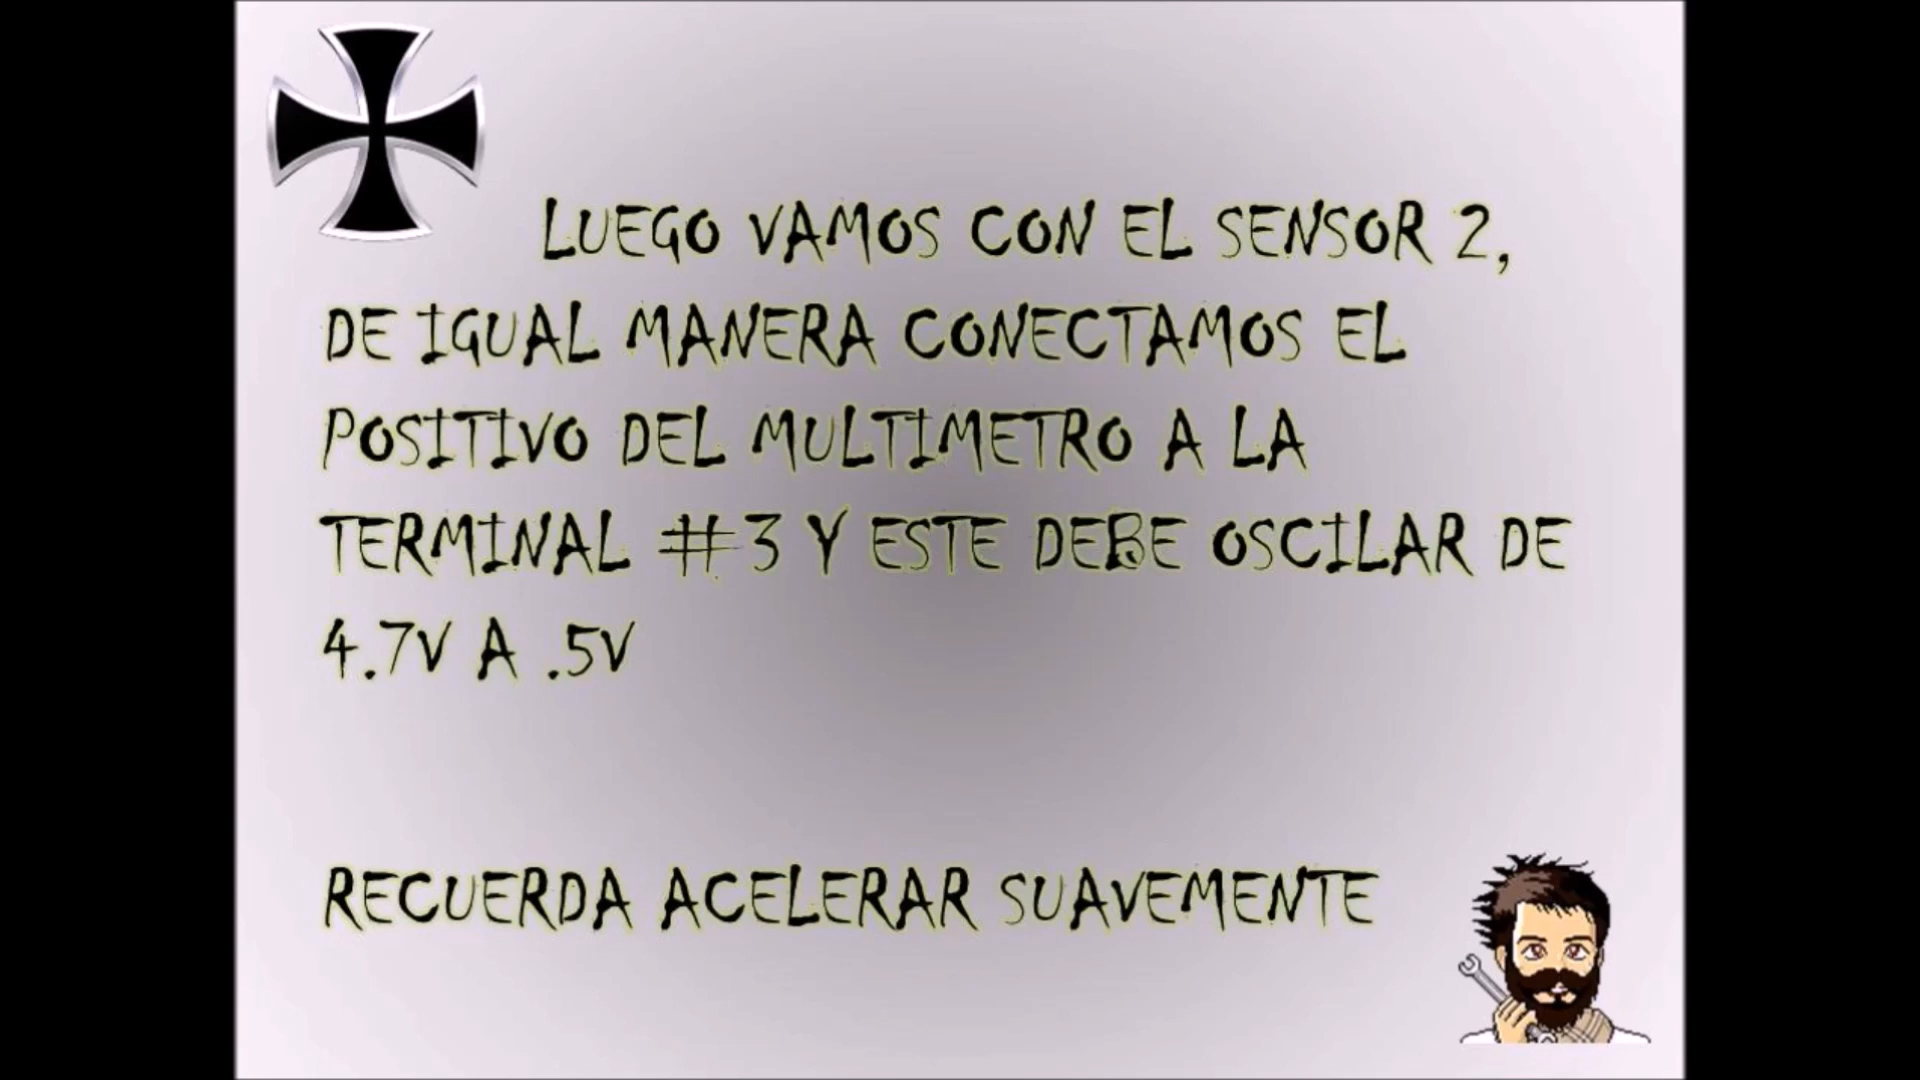 LUEGO VAMOS CON EL SENSOR 2,
DE IGUAL MANERA CONECTAMOS EL
POSITIVO DEL MULTIMETRO A LA
TERMINAL #3 Y ESTE DEBE OSCILAR DE
4.7V A .5V
RECUERDA ACELERAR SUAVEMENTE